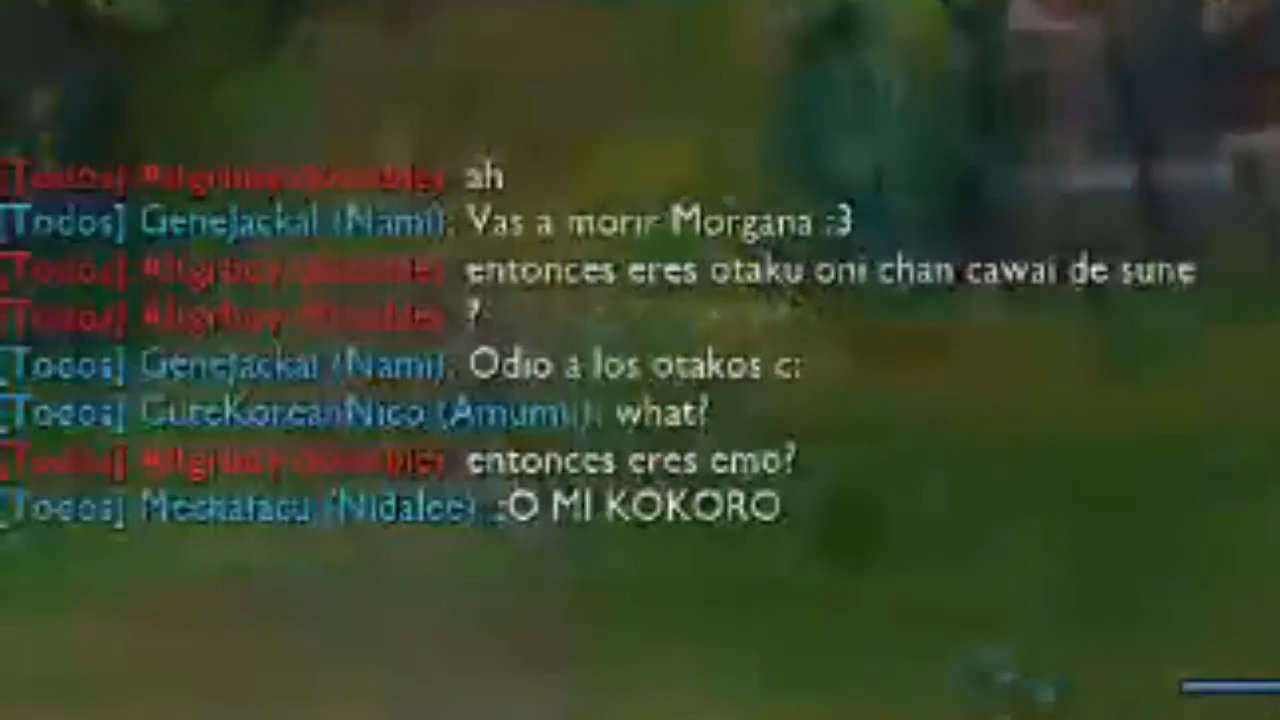 [Todos] ah
[Todos] GeneJackal (Nami): Vas a morir Morgana :3
[Todos] entonces eres otaku oni chan cawai de sune
[Todos] ?
[Todos] GeneJackal (Nami): Odio a los otakos c:
[Todos] CuteKoreanNico (Amumu): what?
[Todos] entonces eres emo?
[Todos] (Nidalee): :O MI KOKORO